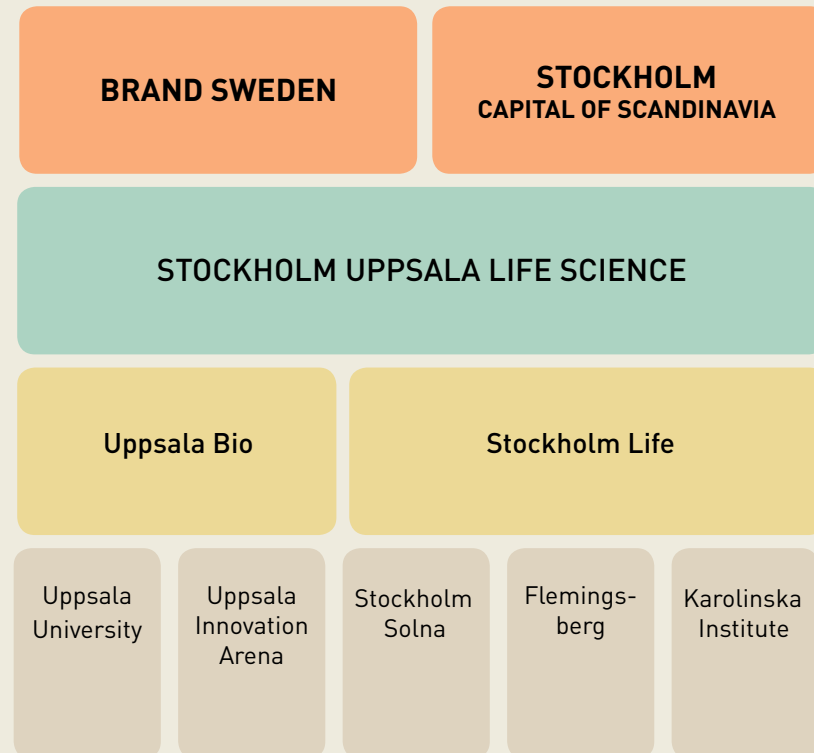 BRAND SWEDEN
STOCKHOLM
CAPITAL OF SCANDINAVIA
STOCKHOLM UPPSALA LIFE SCIENCE
Uppsala Bio
Stockholm Life
Uppsala
University
Uppsala
Innovation
Arena
Stockholm
Solna
Flemings-
berg
Karolinska
Institute